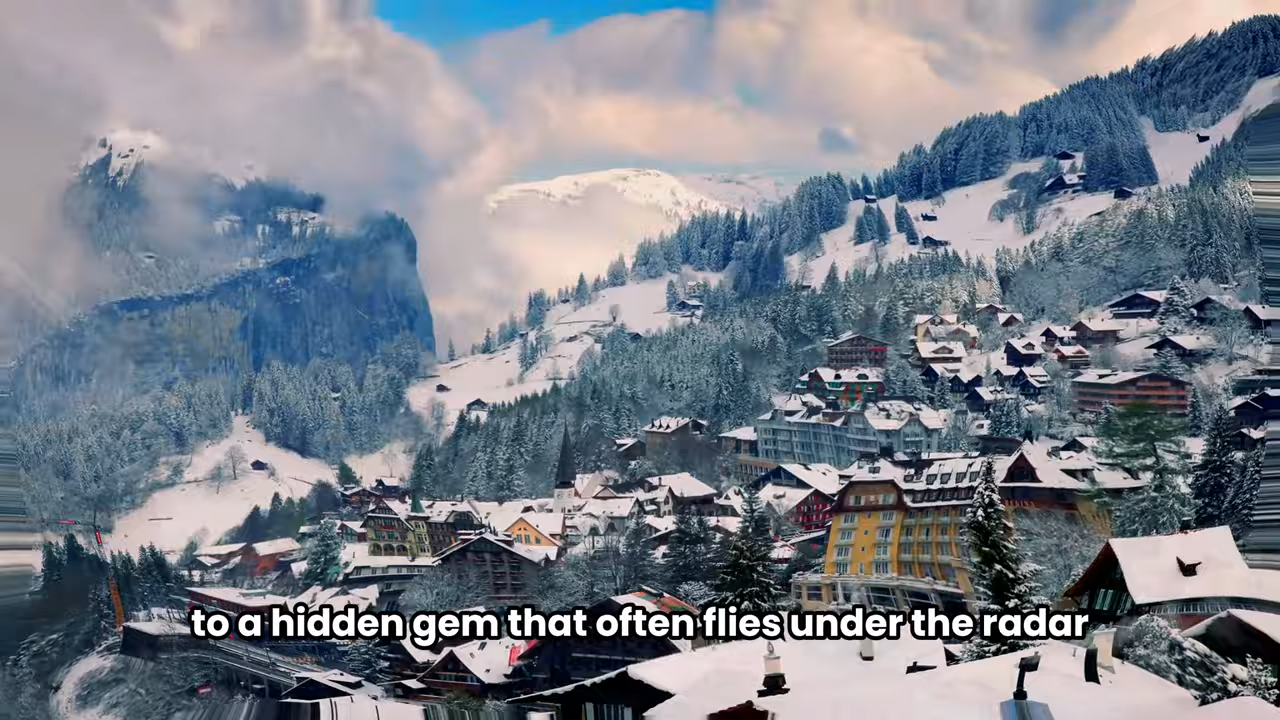 to a hidden gem that often flies under the radar